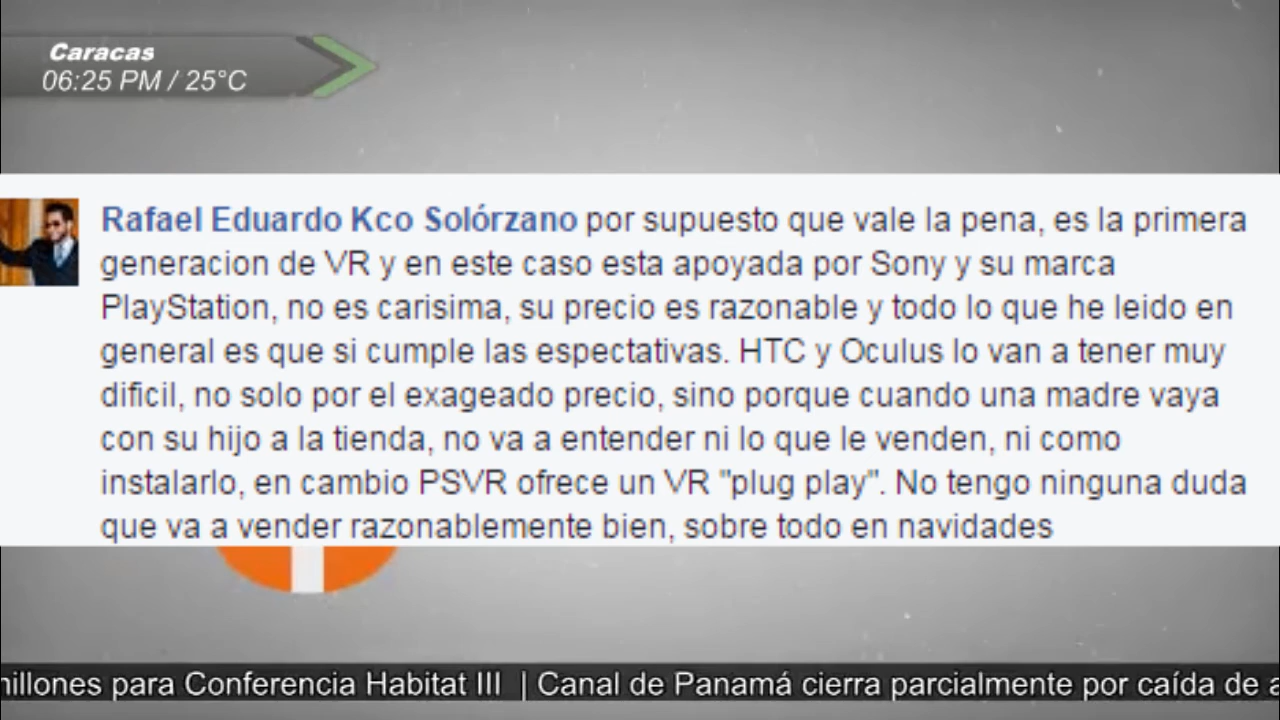 Caracas
06:25 PM / 25°C
Rafael Eduardo Kco Solórzano por supuesto que vale la pena, es la primera
generacion de VR y en este caso esta apoyada por Sony y su marca
PlayStation, no es carisima, su precio es razonable y todo lo que he leido en
general es que si cumple las espectativas. HTC y Oculus lo van a tener muy
dificil, no solo por el exageado precio, sino porque cuando una madre vaya
con su hijo a la tienda, no va a entender ni lo que le venden, ni como
instalarlo, en cambio PSVR ofrece un VR "plug play". No tengo ninguna duda
que va a vender razonablemente bien, sobre todo en navidades
para Conferencia Habitat III | Canal de Panamá cierra parcialmente por caída de